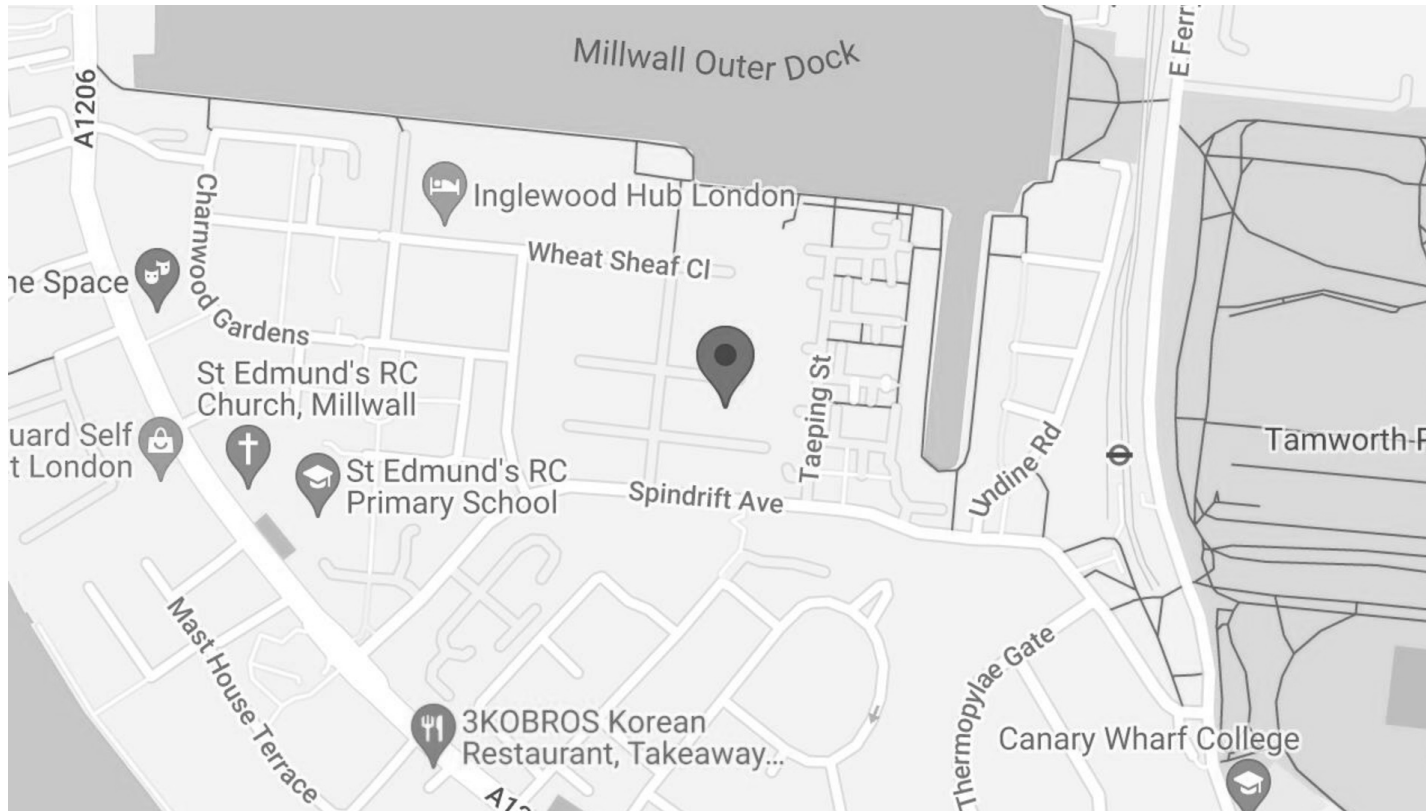 Millwall Outer Dock
E Ferry
A1206
Inglewood Hub London
Charnwood Gardens
Wheat Sheaf Cl
ne Space
St Edmund's RC
Church, Millwall
Taeping St
uard Self
t London
Tamworth-P
St Edmund's RC
Primary School
Undine Rd
Spindrift Ave
Mast House Terrace
Thermopylae Gate
3KOBROS Korean
Restaurant, Takeaway...
Canary Wharf College
A12